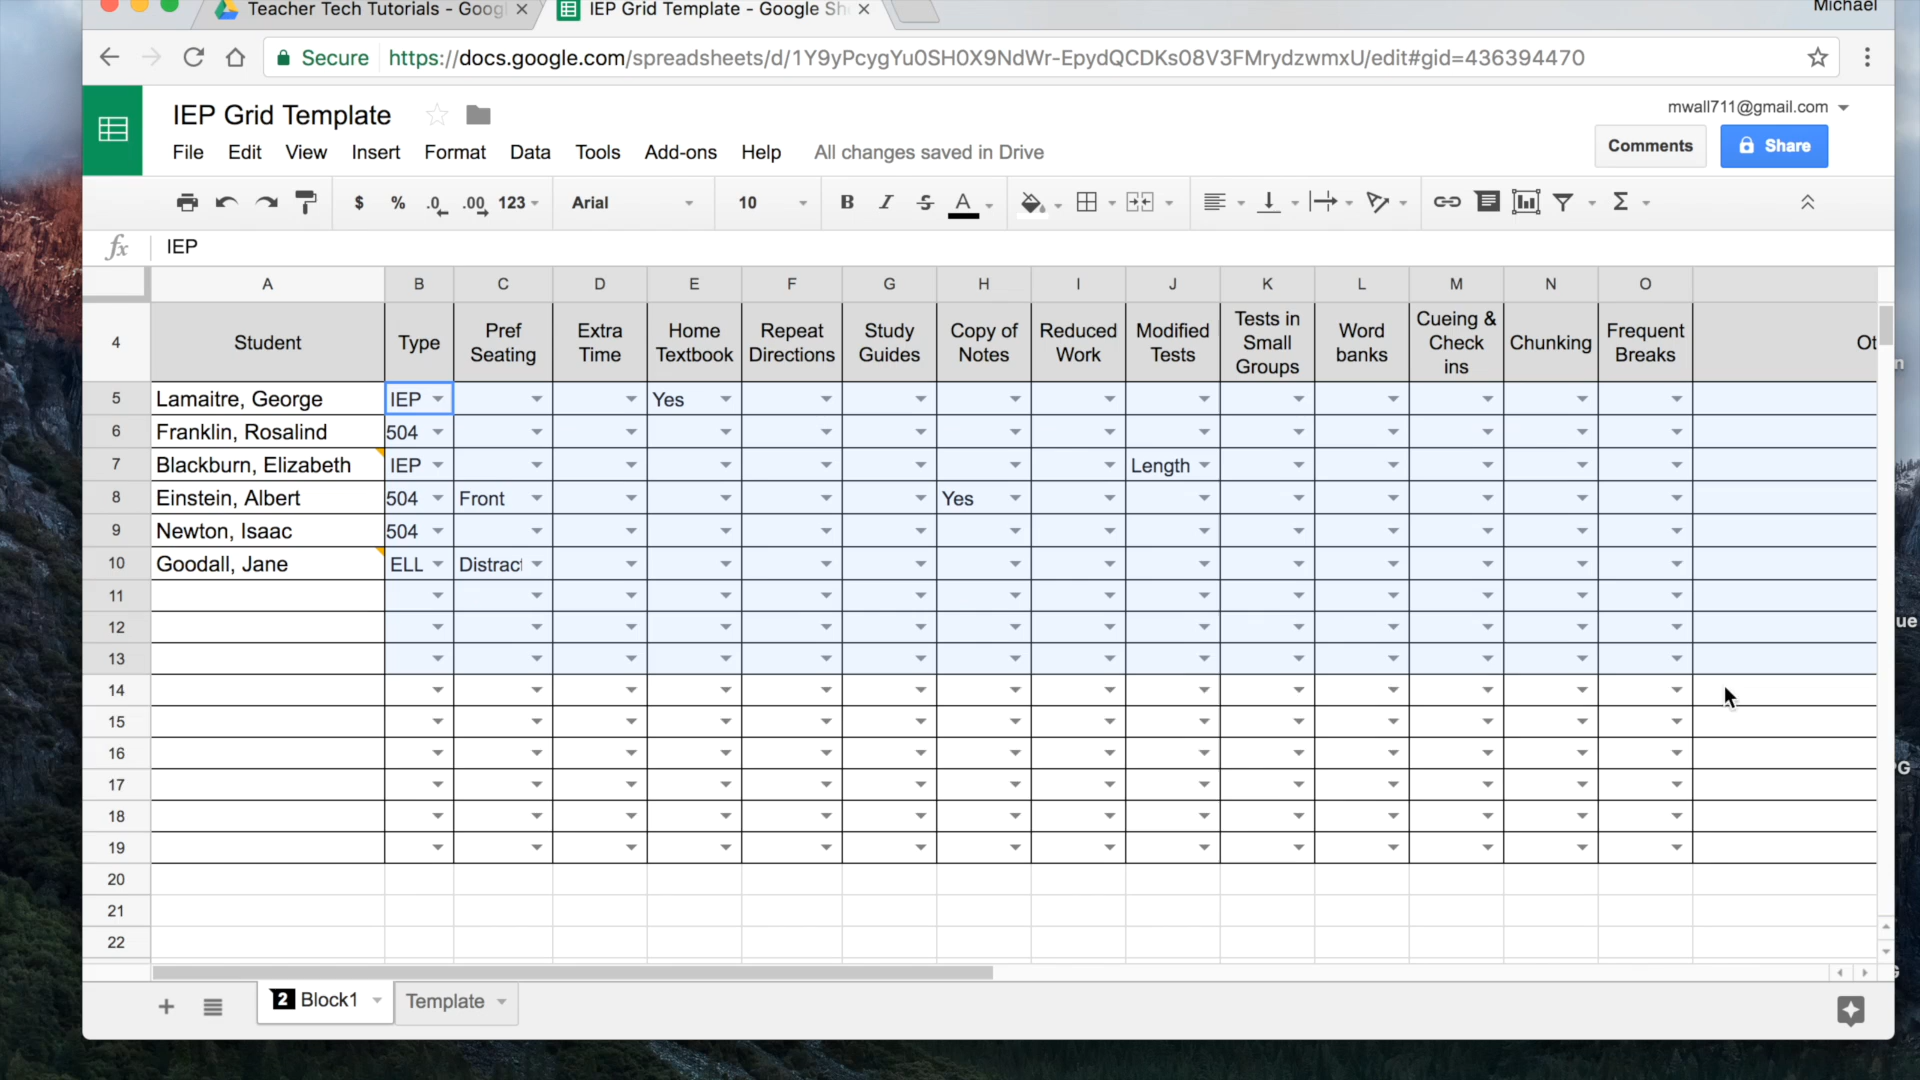 Michael
Teacher Tech Tutorials - Googl
IEP Grid Template - Google Sh
Secure https://docs.google.com/spreadsheets/d/1Y9yPcygYu0SH0X9NdWr-EpydQCDKs08V3FMrydzwmxU/edit#gid=436394470
IEP Grid Template
mwall711@gmail.com
File Edit View Insert Format Data Tools Add-ons Help All changes saved in Drive
Comments Share
$ % .0 .00 123 Arial 10 B I S A Σ
fx IEP
A B C D E F G H I J K L M N O
4 Student Type Pref Seating Extra Time Home Textbook Repeat Directions Study Guides Copy of Notes Reduced Work Modified Tests Tests in Small Groups Word banks Cueing & Check ins Chunking Frequent Breaks Ot
5 Lamaitre, George IEP Yes
6 Franklin, Rosalind 504
7 Blackburn, Elizabeth IEP Length
8 Einstein, Albert 504 Front Yes
9 Newton, Isaac 504
10 Goodall, Jane ELL Distract
11
12
13
14
15
16
17
18
19
20
21
22
2 Block1 Template